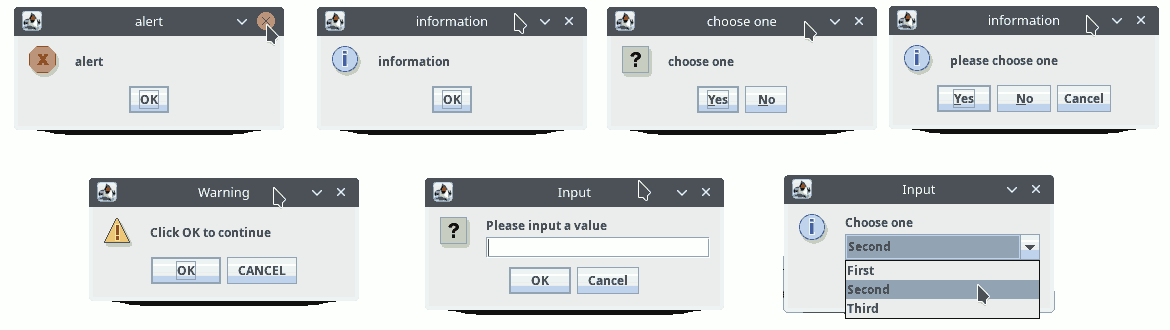 alert
alert
OK
information
information
OK
choose one
choose one
Yes No
information
please choose one
Yes No Cancel
Warning
Click OK to continue
OK CANCEL
Input
Please input a value
OK Cancel
Input
Choose one
Second
First
Second
Third